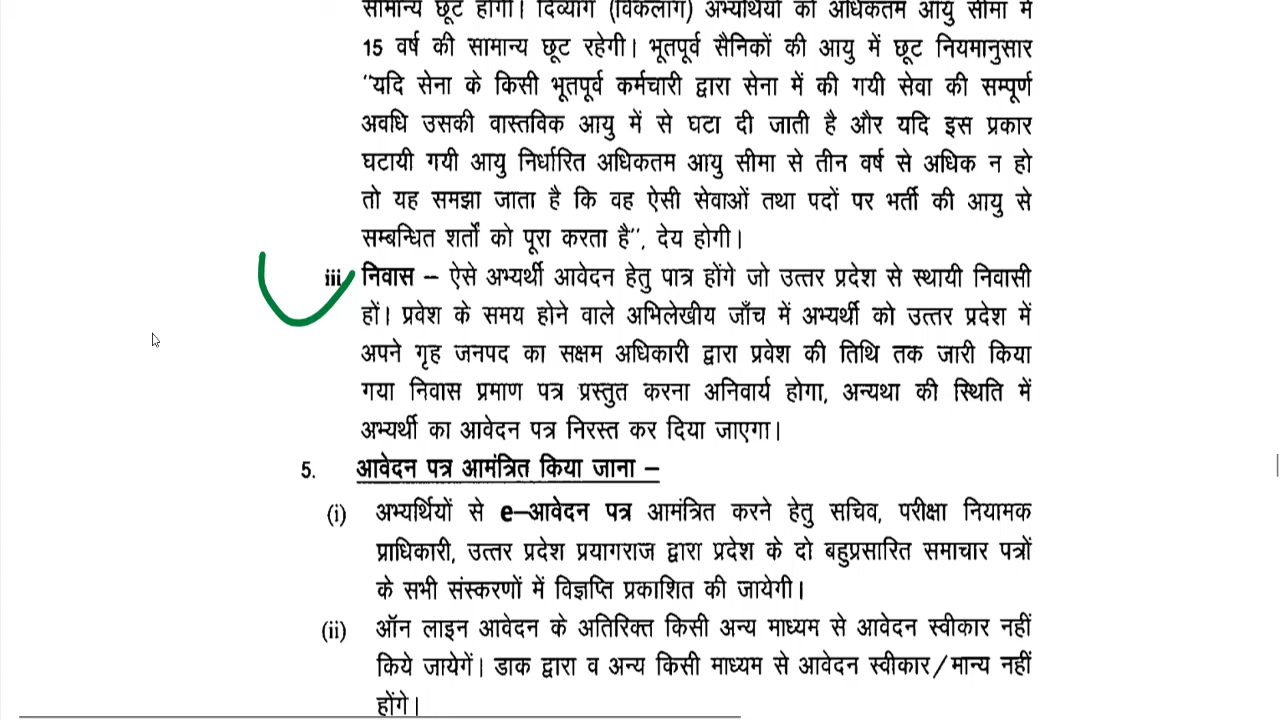 सामान्य छूट होगी। दिव्यांग (विकलांग) अभ्यर्थियों को अधिकतम आयु सीमा में
15 वर्ष की सामान्य छूट रहेगी। भूतपूर्व सैनिकों की आयु में छूट नियमानुसार
"यदि सेना के किसी भूतपूर्व कर्मचारी द्वारा सेना में की गयी सेवा की सम्पूर्ण
अवधि उसकी वास्तविक आयु में से घटा दी जाती है और यदि इस प्रकार
घटायी गयी आयु निर्धारित अधिकतम आयु सीमा से तीन वर्ष से अधिक न हो
तो यह समझा जाता है कि वह ऐसी सेवाओं तथा पदों पर भर्ती की आयु से
सम्बन्धित शर्तों को पूरा करता है", देय होगी।
iii. निवास – ऐसे अभ्यर्थी आवेदन हेतु पात्र होंगे जो उत्तर प्रदेश से स्थायी निवासी
हों। प्रवेश के समय होने वाले अभिलेखीय जाँच में अभ्यर्थी को उत्तर प्रदेश में
अपने गृह जनपद का सक्षम अधिकारी द्वारा प्रवेश की तिथि तक जारी किया
गया निवास प्रमाण पत्र प्रस्तुत करना अनिवार्य होगा, अन्यथा की स्थिति में
अभ्यर्थी का आवेदन पत्र निरस्त कर दिया जाएगा।
5. आवेदन पत्र आमंत्रित किया जाना –
(i) अभ्यर्थियों से e–आवेदन पत्र आमंत्रित करने हेतु सचिव, परीक्षा नियामक
प्राधिकारी, उत्तर प्रदेश प्रयागराज द्वारा प्रदेश के दो बहुप्रसारित समाचार पत्रों
के सभी संस्करणों में विज्ञप्ति प्रकाशित की जायेगी।
(ii) ऑन लाइन आवेदन के अतिरिक्त किसी अन्य माध्यम से आवेदन स्वीकार नहीं
किये जायेगें। डाक द्वारा व अन्य किसी माध्यम से आवेदन स्वीकार/मान्य नहीं
होंगे।